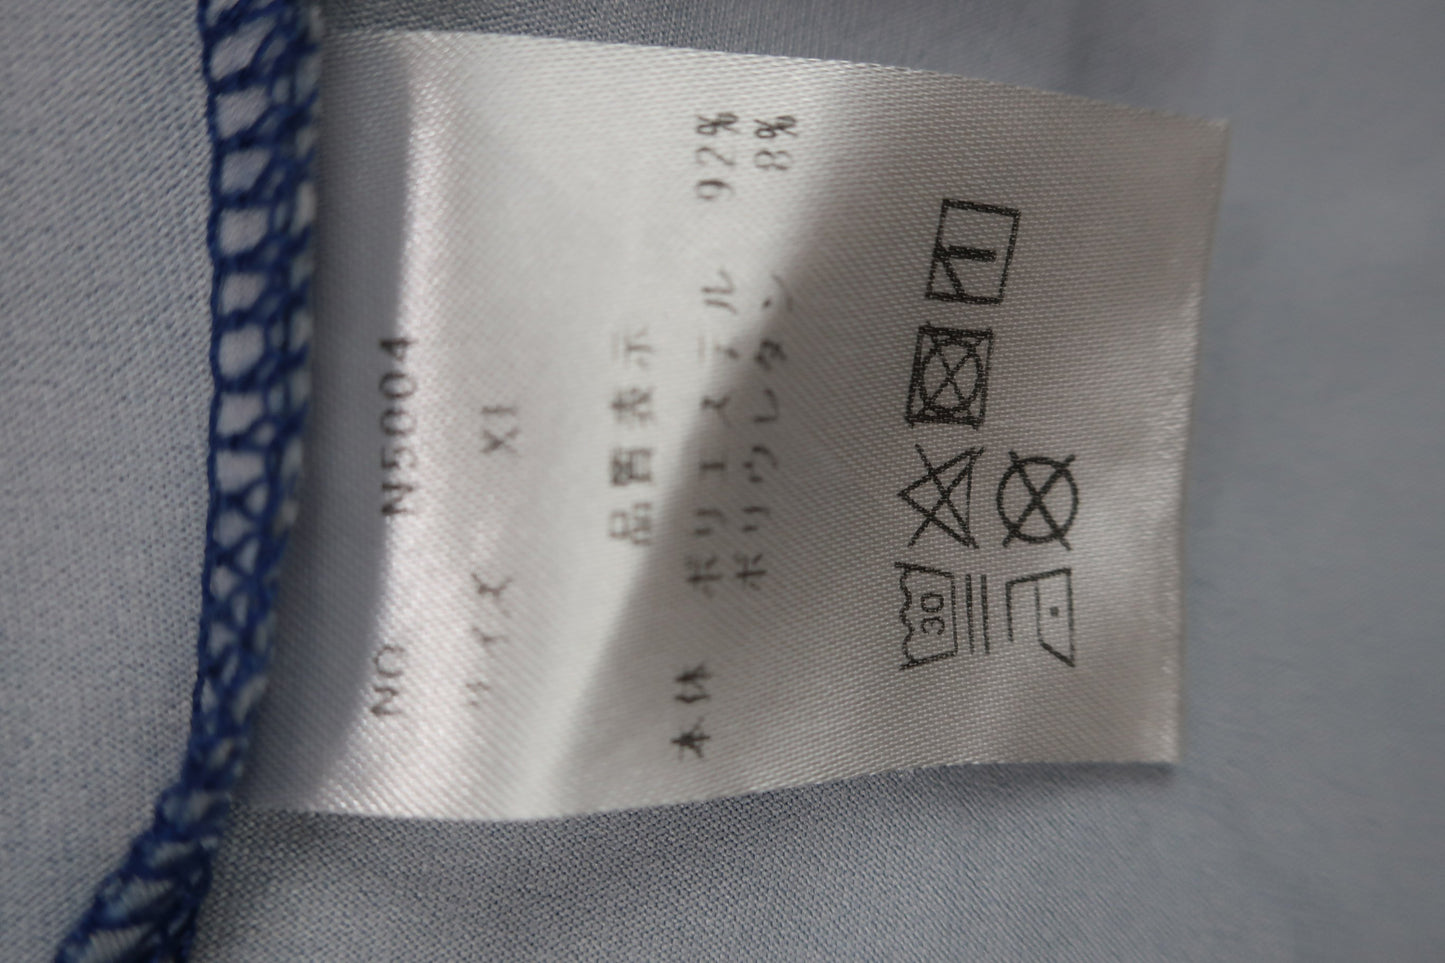 NO N5004
サイズ XL
品質表示
本体 ポリエステル 92%
ポリウレタン 8%
30